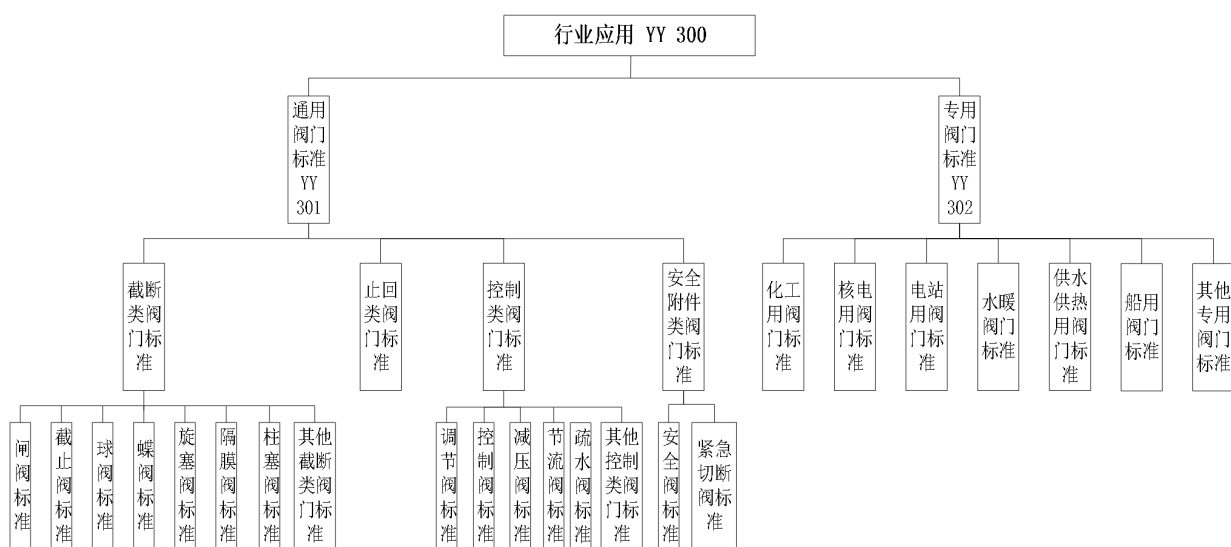 行业应用 YY 300
通用
阀门
标准
YY
301
专用
阀门
标准
YY
302
截断
类阀
门标
准
止回
类阀
门标
准
控制
类阀
门标
准
安全
附件
类阀
门标
准
化工
用阀
门标
准
核电
用阀
门标
准
电站
用阀
门标
准
水暖
阀门
标准
供水
供热
用阀
门标
准
船用
阀门
标准
其他
专用
阀门
标准
闸
阀
标
准
截
止
阀
标
准
球
阀
标
准
蝶
阀
标
准
旋
塞
阀
标
准
隔
膜
阀
标
准
柱
塞
阀
标
准
其他
截断
类阀
门标
准
调
节
阀
标
准
控
制
阀
标
准
减
压
阀
标
准
节
流
阀
标
准
疏
水
阀
标
准
其他
控制
类阀
门标
准
安
全
阀
标
准
紧急
切断
阀标
准